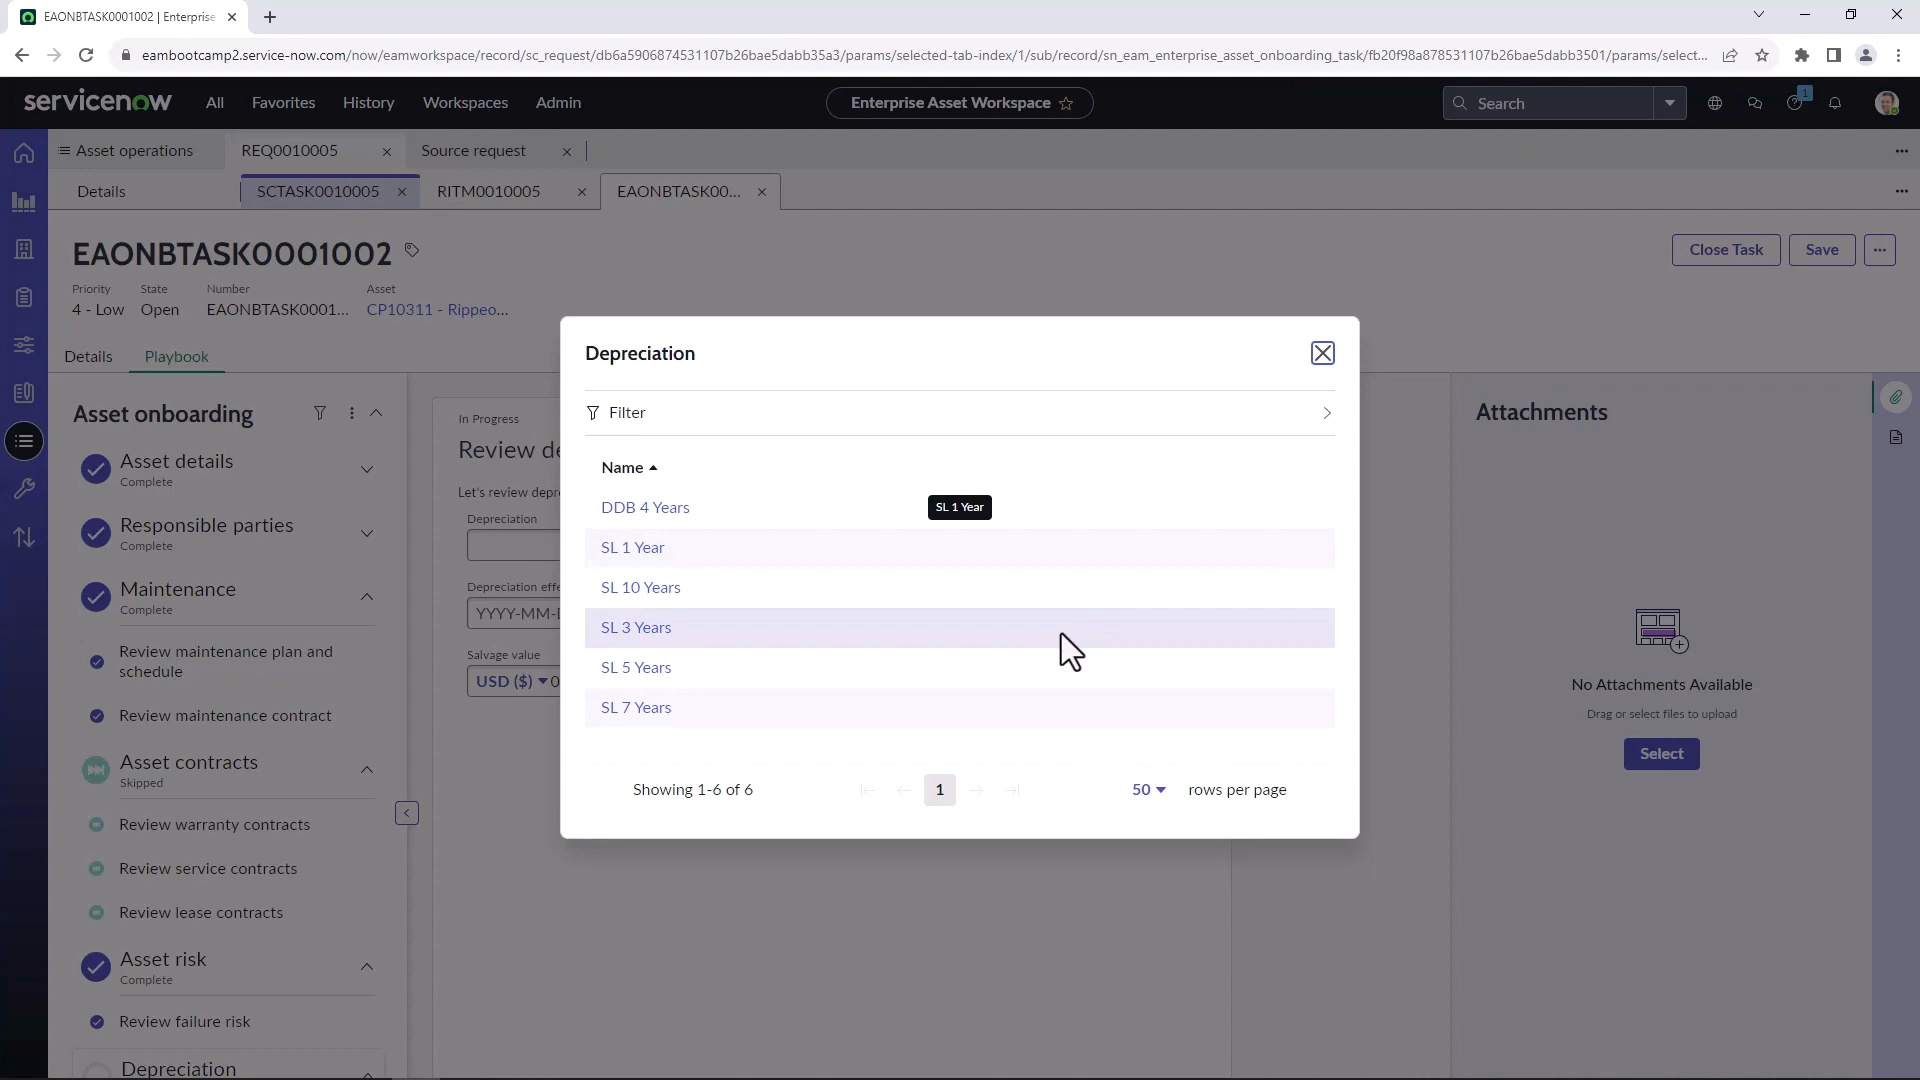 EAONBTASK0001002 | Enterprise
eambootcamp2.service-now.com/now/eamworkspace/record/sc_request/db6a5906874531107b26bae5dabb35a3/params/selected-tab-index/1/sub/record/sn_eam_enterprise_asset_onboarding_task/fb20f98a878531107b26bae5dabb3501/params/select...
servicenow All Favorites History Workspaces Admin Enterprise Asset Workspace Search 1
Asset operations REQ0010005 Source request
Details SCTASK0010005 RITM0010005 EAONBTASK00...
EAONBTASK0001002
Close Task Save
Priority State Number Asset
4 - Low Open EAONBTASK0001... CP10311 - Rippeo...
Details Playbook
Asset onboarding
Asset details
Complete
Responsible parties
Complete
Maintenance
Complete
Review maintenance plan and
schedule
Review maintenance contract
Asset contracts
Skipped
Review warranty contracts
Review service contracts
Review lease contracts
Asset risk
Complete
Review failure risk
Depreciation
In Progress
Review de
Let's review depr
Depreciation
Depreciation effe
YYYY-MM-D
Salvage value
USD ($) 0
Depreciation
Filter
Name
DDB 4 Years
SL 1 Year
SL 1 Year
SL 10 Years
SL 3 Years
SL 5 Years
SL 7 Years
Showing 1-6 of 6 1 50 rows per page
Attachments
No Attachments Available
Drag or select files to upload
Select